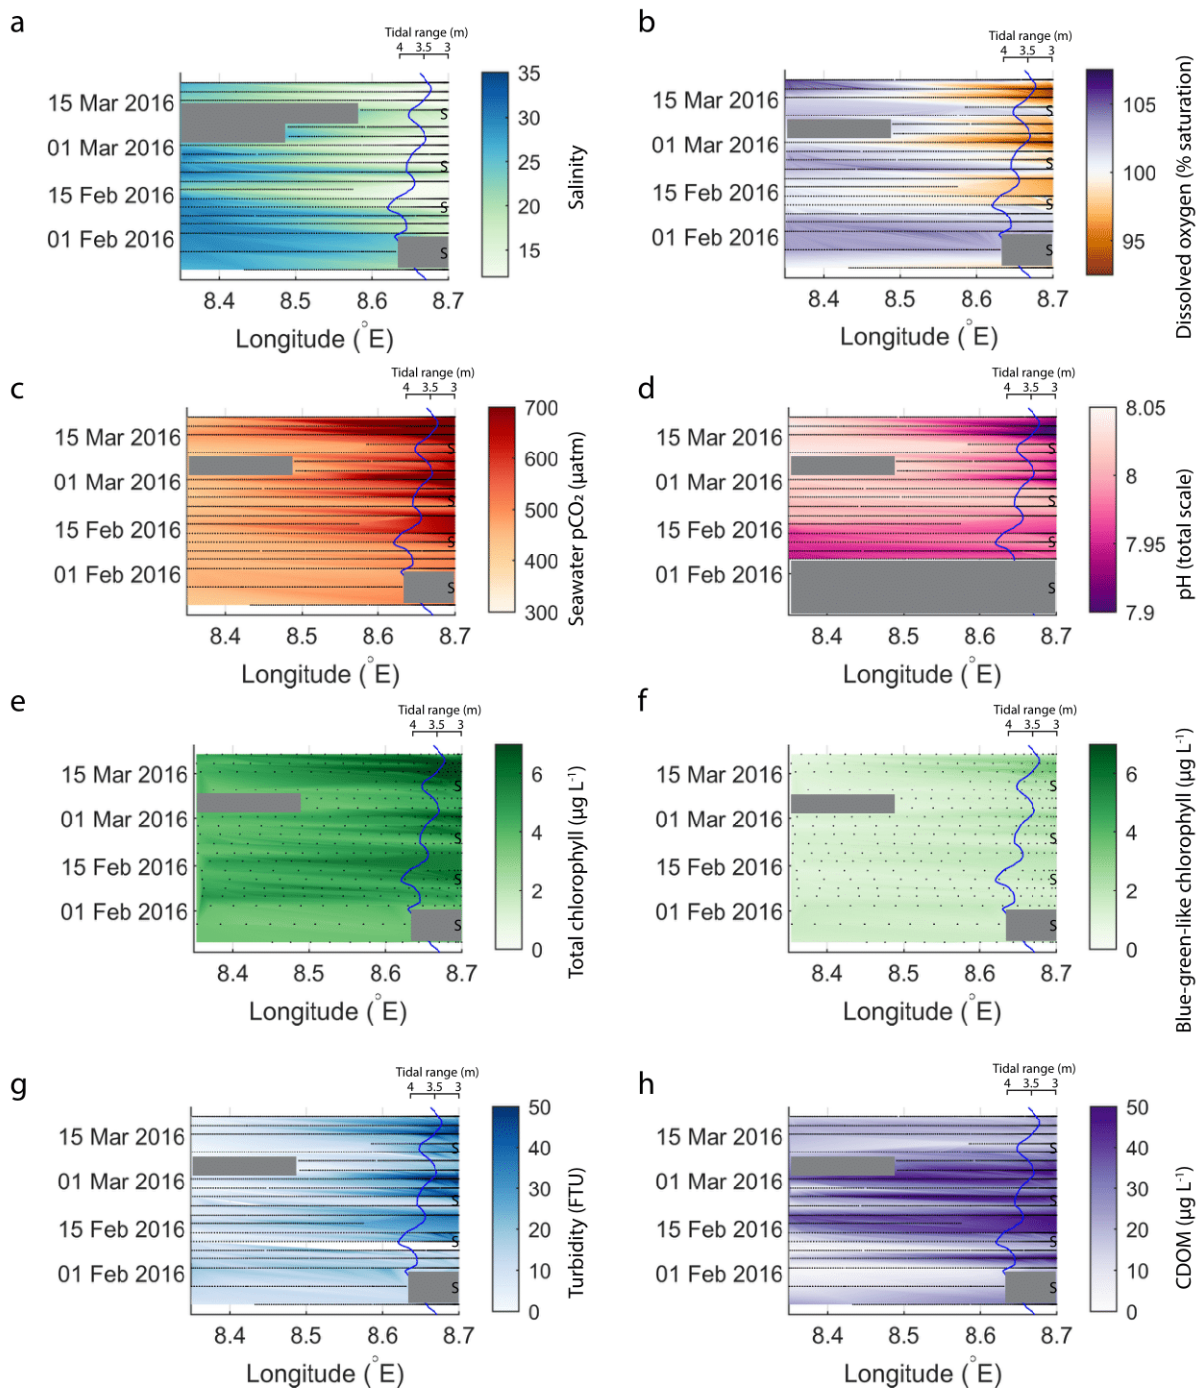 a
Tidal range (m)
4 3.5 3
15 Mar 2016
01 Mar 2016
15 Feb 2016
01 Feb 2016
S
S
S
S
8.4 8.5 8.6 8.7
Longitude (°E)
35
30
25
20
15
Salinity
b
Tidal range (m)
4 3.5 3
15 Mar 2016
01 Mar 2016
15 Feb 2016
01 Feb 2016
S
S
S
S
8.4 8.5 8.6 8.7
Longitude (°E)
105
100
95
Dissolved oxygen (% saturation)
c
Tidal range (m)
4 3.5 3
15 Mar 2016
01 Mar 2016
15 Feb 2016
01 Feb 2016
S
S
S
S
8.4 8.5 8.6 8.7
Longitude (°E)
700
600
500
400
300
Seawater pCO₂ (µatm)
d
Tidal range (m)
4 3.5 3
15 Mar 2016
01 Mar 2016
15 Feb 2016
01 Feb 2016
S
S
S
S
8.4 8.5 8.6 8.7
Longitude (°E)
8.05
8
7.95
7.9
pH (total scale)
e
Tidal range (m)
4 3.5 3
15 Mar 2016
01 Mar 2016
15 Feb 2016
01 Feb 2016
S
S
S
S
8.4 8.5 8.6 8.7
Longitude (°E)
6
4
2
0
Total chlorophyll (µg L⁻¹)
f
Tidal range (m)
4 3.5 3
15 Mar 2016
01 Mar 2016
15 Feb 2016
01 Feb 2016
S
S
S
S
8.4 8.5 8.6 8.7
Longitude (°E)
6
4
2
0
Blue-green-like chlorophyll (µg L⁻¹)
g
Tidal range (m)
4 3.5 3
15 Mar 2016
01 Mar 2016
15 Feb 2016
01 Feb 2016
S
S
S
S
8.4 8.5 8.6 8.7
Longitude (°E)
50
40
30
20
10
0
Turbidity (FTU)
h
Tidal range (m)
4 3.5 3
15 Mar 2016
01 Mar 2016
15 Feb 2016
01 Feb 2016
S
S
S
S
8.4 8.5 8.6 8.7
Longitude (°E)
50
40
30
20
10
0
CDOM (µg L⁻¹)